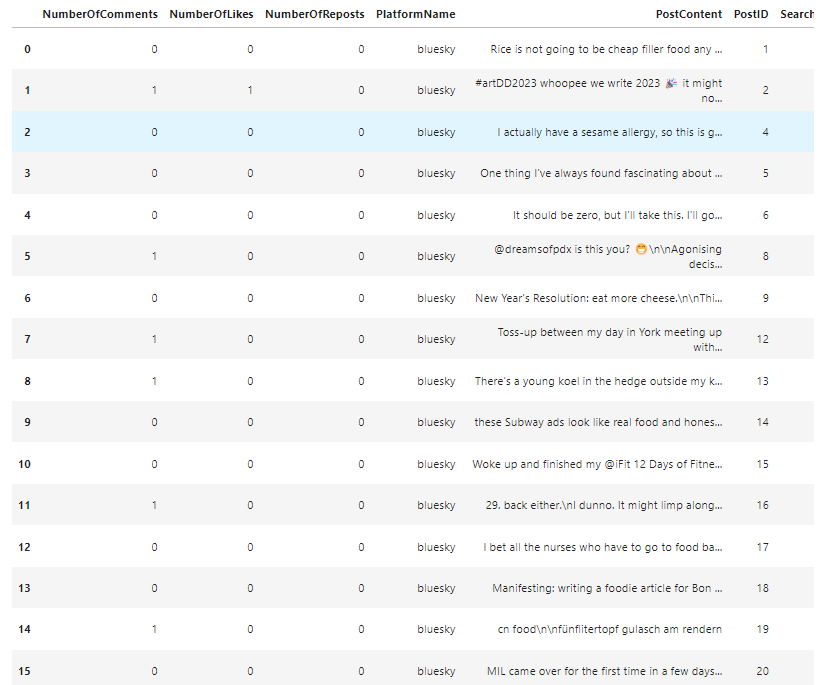 NumberOfComments NumberOfLikes NumberOfReposts PlatformName PostContent PostID Search
0 0 0 0 bluesky Rice is not going to be cheap filler food any ... 1
1 1 1 0 bluesky #artDD2023 whoopee we write 2023 🎉 it might no... 2
2 0 0 0 bluesky I actually have a sesame allergy, so this is g... 4
3 0 0 0 bluesky One thing I've always found fascinating about ... 5
4 0 0 0 bluesky It should be zero, but I'll take this. I'll go... 6
5 1 0 0 bluesky @dreamsofpdx is this you? 😁\n\nAgonising decis... 8
6 0 0 0 bluesky New Year's Resolution: eat more cheese.\n\nThi... 9
7 1 0 0 bluesky Toss-up between my day in York meeting up with... 12
8 1 0 0 bluesky There's a young koel in the hedge outside my k... 13
9 0 0 0 bluesky these Subway ads look like real food and hones... 14
10 0 0 0 bluesky Woke up and finished my @iFit 12 Days of Fitne... 15
11 1 0 0 bluesky 29. back either.\nI dunno. It might limp along... 16
12 0 0 0 bluesky I bet all the nurses who have to go to food ba... 17
13 0 0 0 bluesky Manifesting: writing a foodie article for Bon ... 18
14 1 0 0 bluesky cn food\n\nfünflitertopf gulasch am rendern 19
15 0 0 0 bluesky MIL came over for the first time in a few days... 20